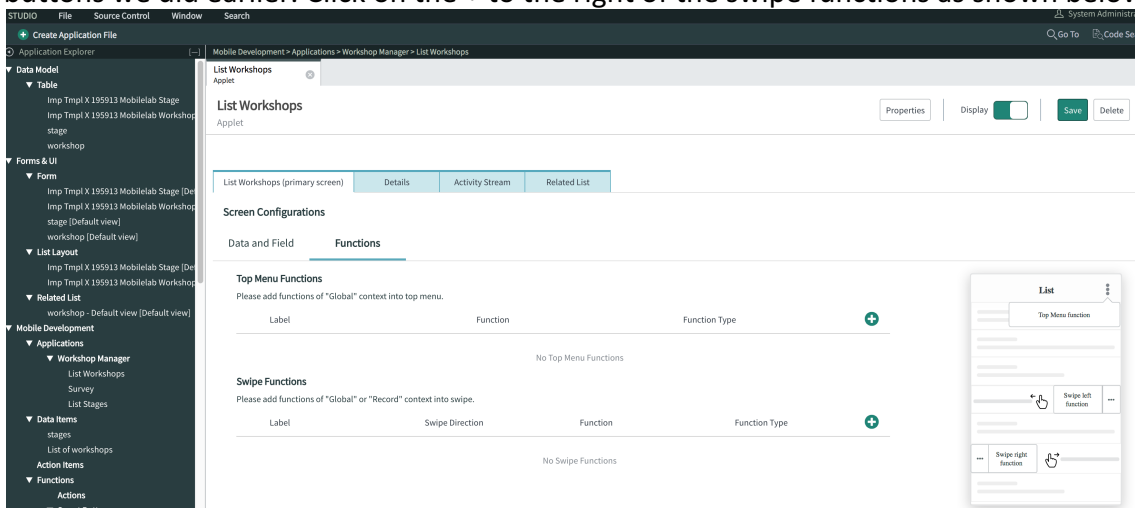 buttons we did earlier. Click on the + to the right of the swipe functions as shown below
STUDIO File Source Control Window Search System Administra
Create Application File Go To Code Se
Application Explorer [—] Mobile Development > Applications > Workshop Manager > List Workshops
Data Model
Table
Imp Tmpl X 195913 Mobilelab Stage
Imp Tmpl X 195913 Mobilelab Workshop
stage
workshop
Forms & UI
Form
Imp Tmpl X 195913 Mobilelab Stage [Def
Imp Tmpl X 195913 Mobilelab Workshop
stage [Default view]
workshop [Default view]
List Layout
Imp Tmpl X 195913 Mobilelab Stage [Def
Imp Tmpl X 195913 Mobilelab Workshop
Related List
workshop - Default view [Default view]
Mobile Development
Applications
Workshop Manager
List Workshops
Survey
List Stages
Data Items
stages
List of workshops
Action Items
Functions
Actions
List Workshops
Applet
List Workshops
Applet
Properties Display Save Delete
List Workshops (primary screen) Details Activity Stream Related List
Screen Configurations
Data and Field Functions
Top Menu Functions
Please add functions of "Global" context into top menu.
Label Function Function Type
No Top Menu Functions
Swipe Functions
Please add functions of "Global" or "Record" context into swipe.
Label Swipe Direction Function Function Type
No Swipe Functions
List
Top Menu function
Swipe left
function
Swipe right
function